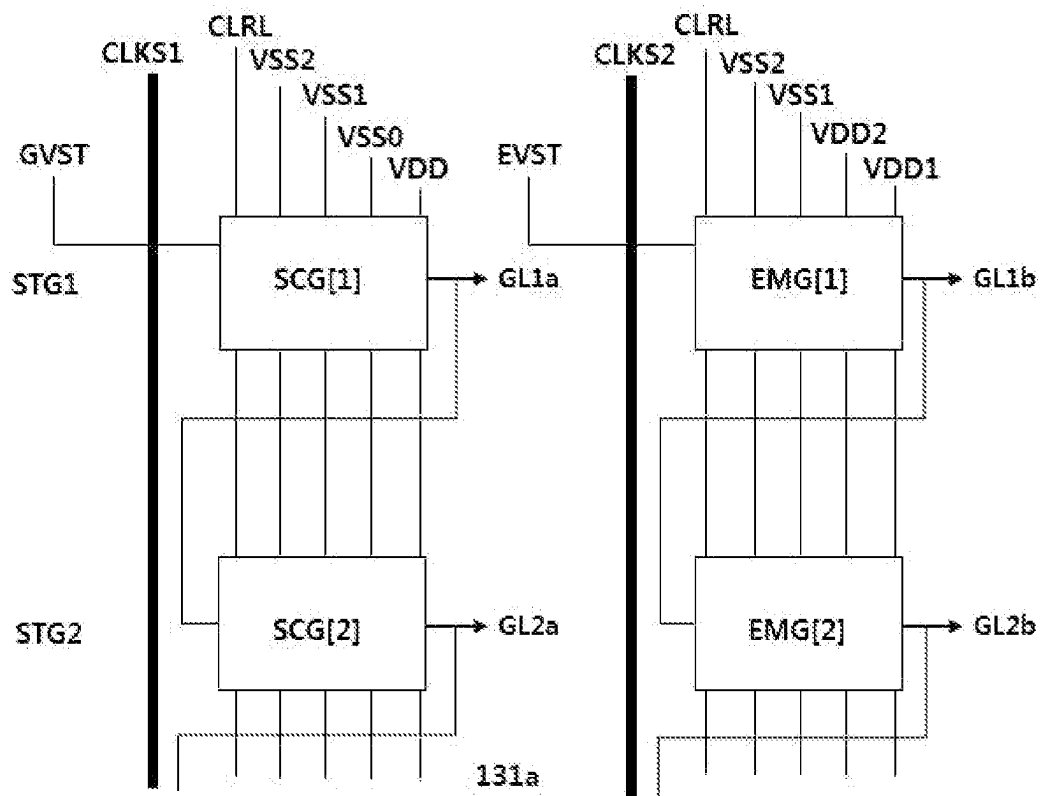 CLRL
CLKS1
VSS2
VSS1
VSS0
VDD
GVST
CLRL
CLKS2
VSS2
VSS1
VDD2
VDD1
EVST
STG1
SCG[1]
GL1a
EMG[1]
GL1b
STG2
SCG[2]
GL2a
EMG[2]
GL2b
131a